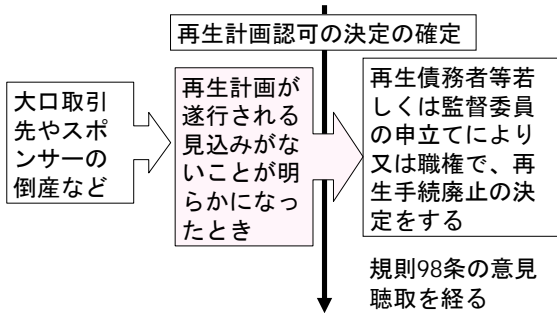 再生計画認可の決定の確定
大口取引
先やスポ
ンサーの
倒産など
再生計画が
遂行される
見込みがな
いことが明
らかになっ
たとき
再生債務者等若
しくは監督委員
の申立てにより
又は職権で、再
生手続廃止の決
定をする
規則98条の意見
聴取を経る